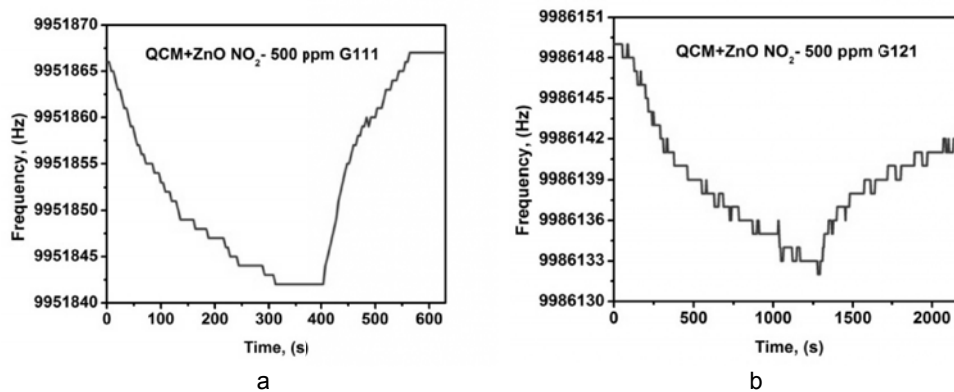 QCM+ZnO NO₂- 500 ppm G111
Frequency, (Hz)
9951870
9951865
9951860
9951855
9951850
9951845
9951840
0 100 200 300 400 500 600
Time, (s)
a
QCM+ZnO NO₂- 500 ppm G121
Frequency, (Hz)
9986151
9986148
9986145
9986142
9986139
9986136
9986133
9986130
0 500 1000 1500 2000
Time, (s)
b